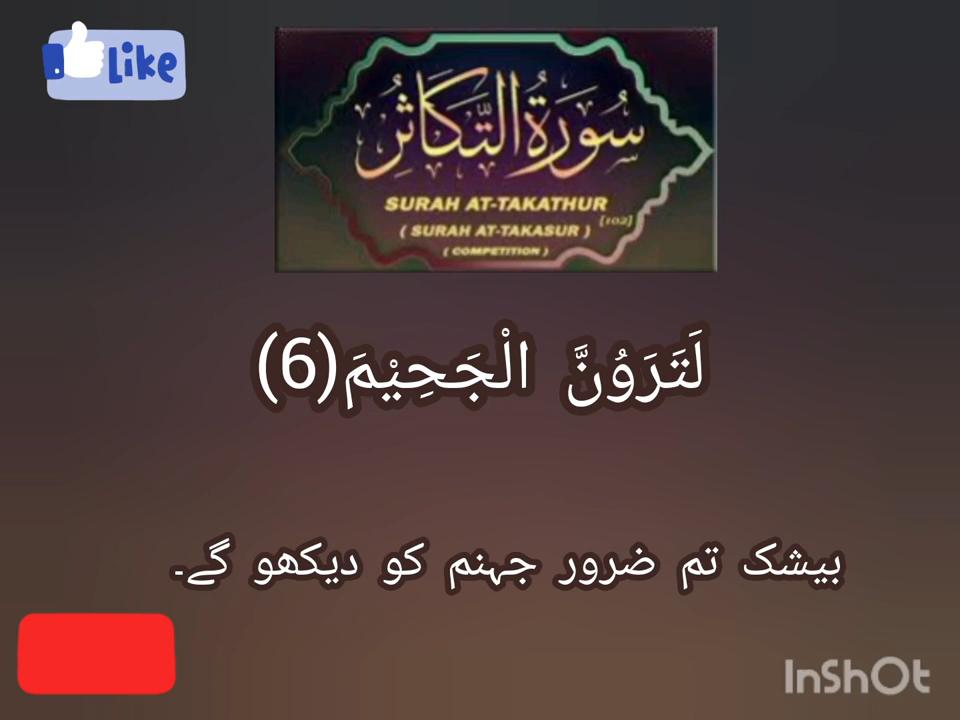 Like
سُوْرَةُ التَّكَاثُرِ
SURAH AT-TAKATHUR
[102]
( SURAH AT-TAKASUR )
( COMPETITION )
لَتَرَوُنَّ الْجَحِيْمَ(6)
بیشک تم ضرور جہنم کو دیکھو گے۔
InShOt